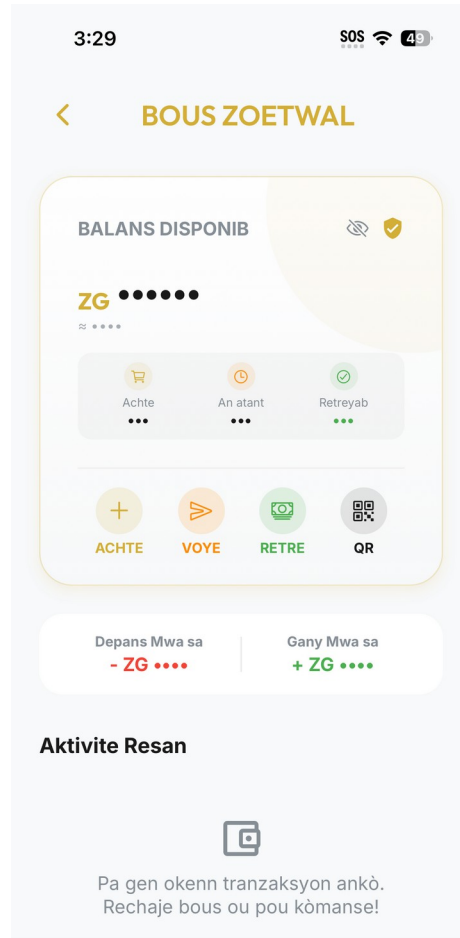 3:29
SOS
49
BOUS ZOETWAL
BALANS DISPONIB
ZG ••••••
≈ ••••
Achte
An atant
Retreyab
•••
•••
•••
ACHTE
VOYE
RETRE
QR
Depans Mwa sa
Gany Mwa sa
- ZG ••••
+ ZG ••••
Aktivite Resan
Pa gen okenn tranzaksyon ankò.
Rechaje bous ou pou kòmanse!